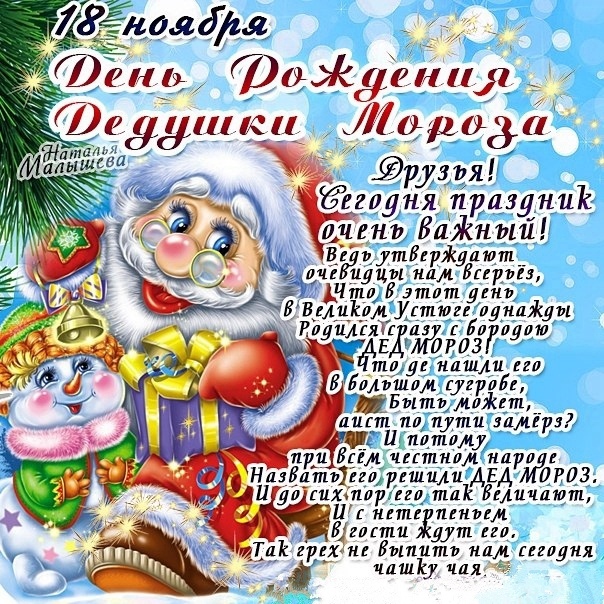 18 ноября
День Рождения
Дедушки Мороза
Наталья
Малышева
Друзья!
Сегодня праздник
очень важный!
Ведь утверждают
очевидцы нам всерьёз,
Что в этот день
в Великом Устюге однажды
Родился сразу с бородою
ДЕД МОРОЗ!
Что де нашли его
в большом сугробе,
Быть может,
аист по пути замёрз?
И потому
при всём честном народе
Назвать его решили ДЕД МОРОЗ.
И до сих пор его так величают,
И с нетерпеньем
в гости ждут его.
Так грех не выпить нам сегодня
чашку чая.